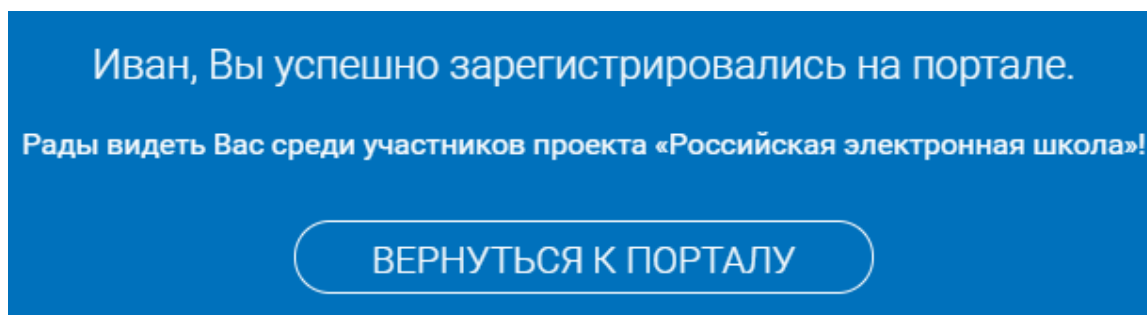 Иван, Вы успешно зарегистрировались на портале.
Рады видеть Вас среди участников проекта «Российская электронная школа»!
ВЕРНУТЬСЯ К ПОРТАЛУ